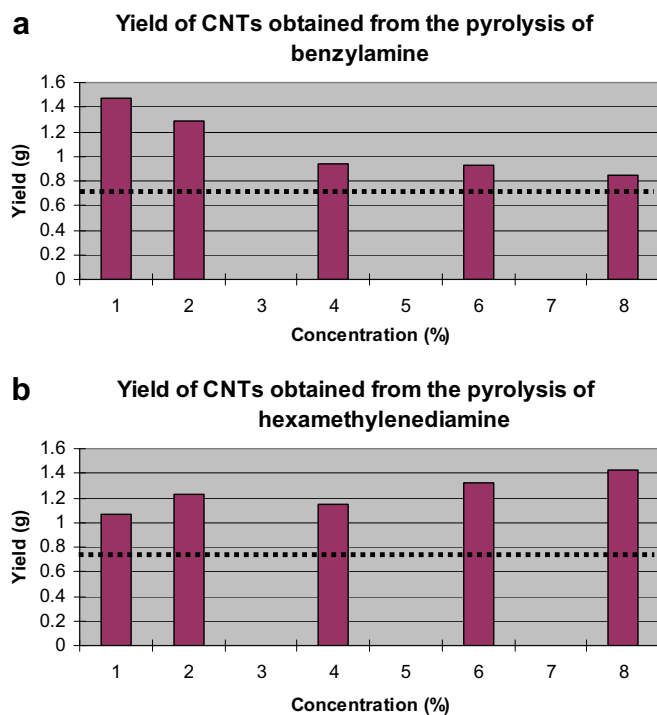 a
Yield of CNTs obtained from the pyrolysis of
benzylamine
Yield (g)
1.6
1.4
1.2
1
0.8
0.6
0.4
0.2
0
1 2 3 4 5 6 7 8
Concentration (%)
b
Yield of CNTs obtained from the pyrolysis of
hexamethylenediamine
Yield (g)
1.6
1.4
1.2
1
0.8
0.6
0.4
0.2
0
1 2 3 4 5 6 7 8
Concentration (%)